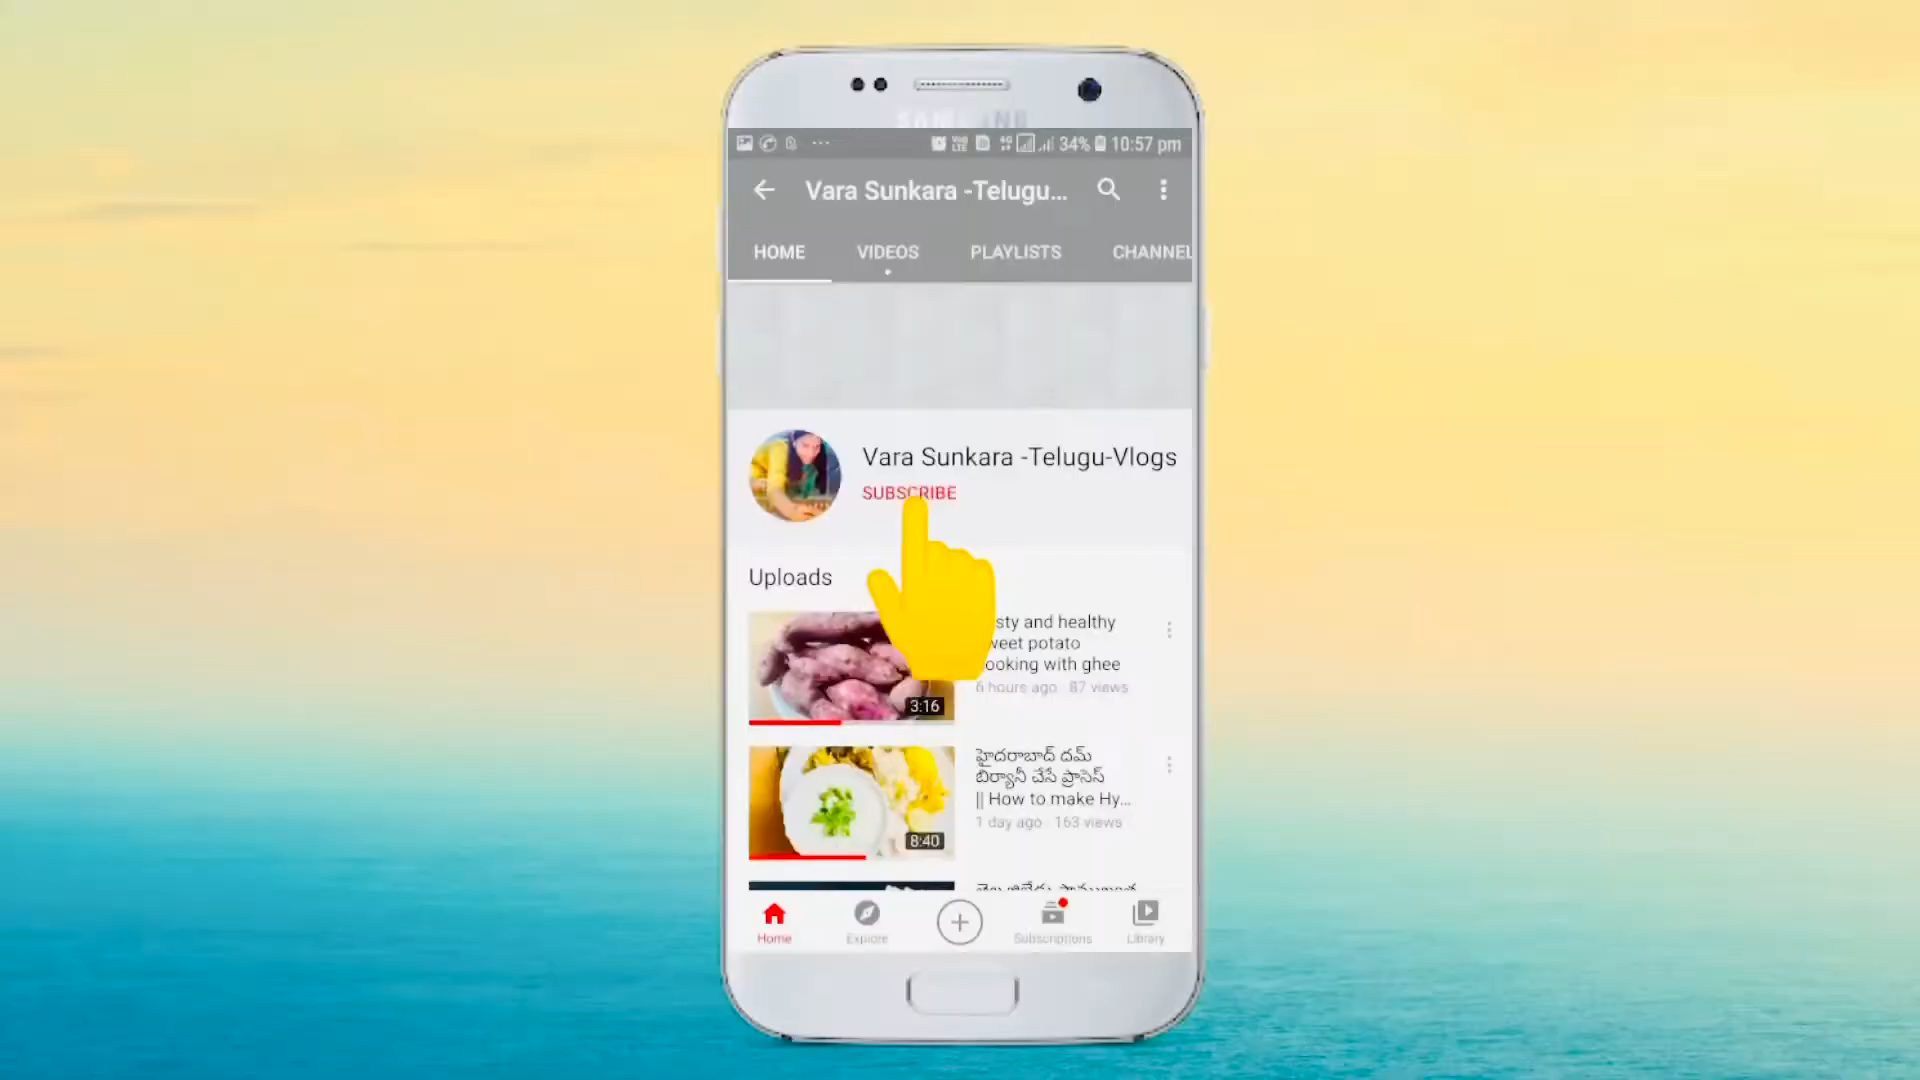 SAMSUNG
34% 10:57 pm
Vara Sunkara -Telugu...
HOME VIDEOS PLAYLISTS CHANNEL
Vara Sunkara -Telugu-Vlogs
SUBSCRIBE
Uploads
sty and healthy
weet potato
ooking with ghee
6 hours ago · 87 views
3:16
హైదరాబాద్ దమ్
బిర్యానీ చేసే ప్రాసెస్
|| How to make Hy...
1 day ago · 163 views
8:40
Home Explore Subscriptions Library